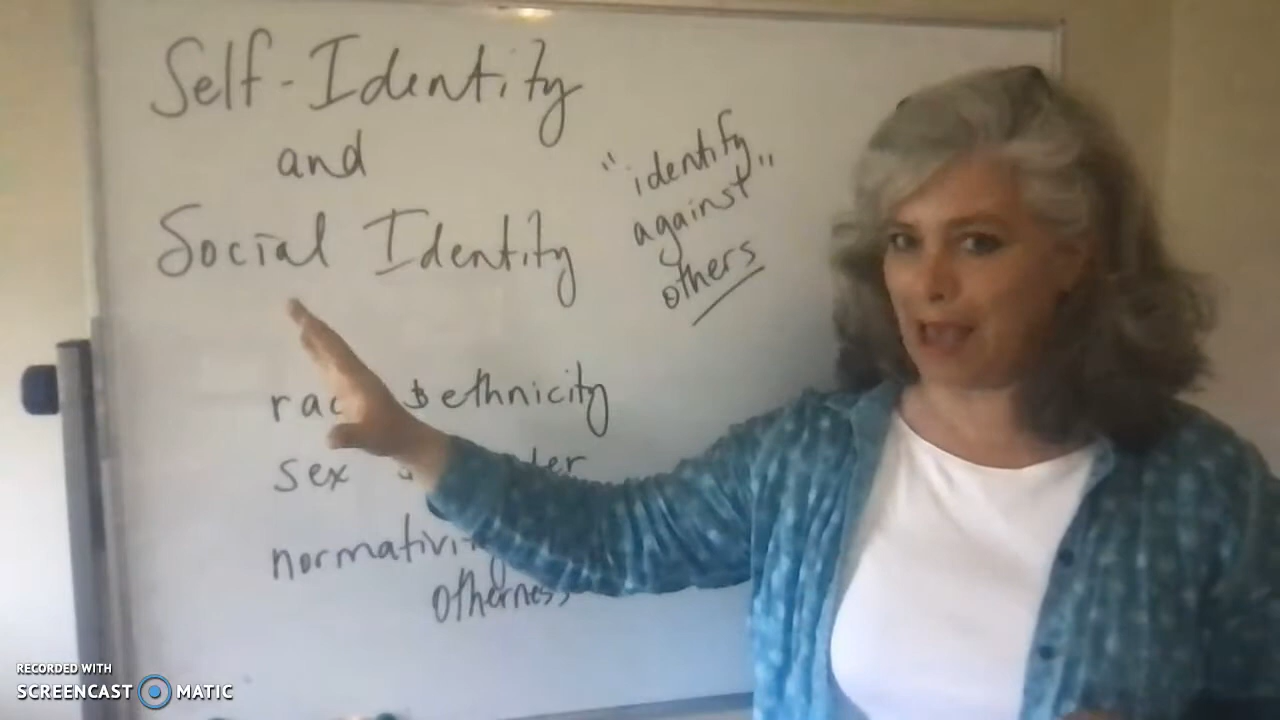 Self-Identity
and
Social Identity
"identify
against"
others
& ethnicity
sex
otherness
RECORDED WITH
SCREENCAST MATIC